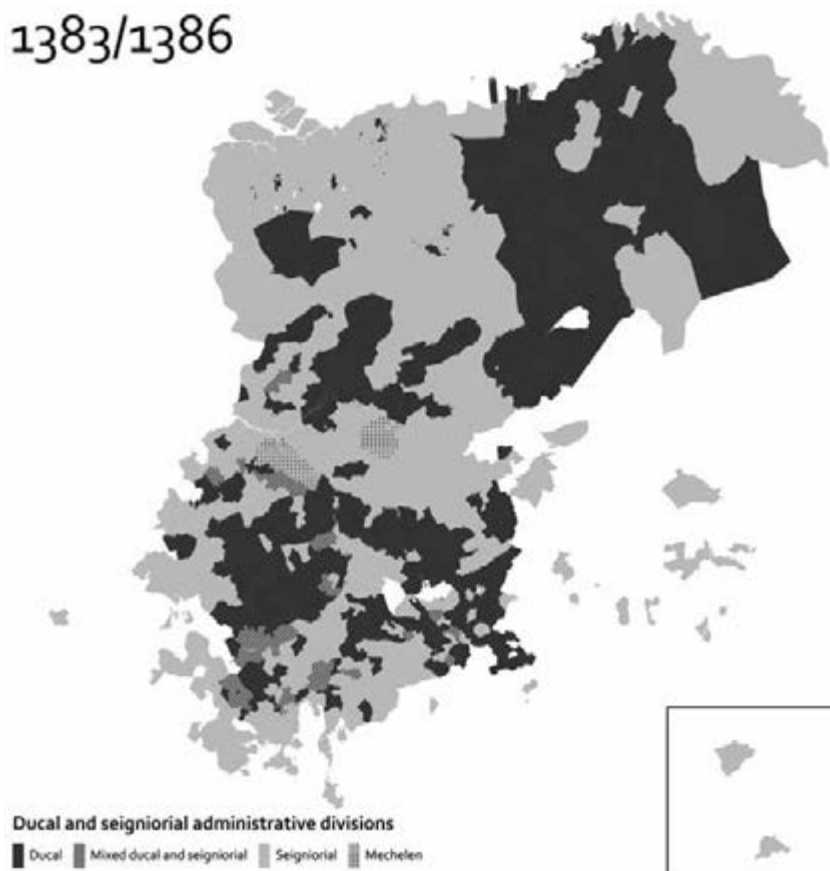 1383/1386
Ducal and seigniorial administrative divisions
Ducal Mixed ducal and seigniorial Seigniorial Mechelen